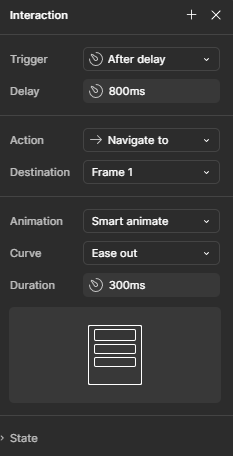 Interaction
Trigger After delay
Delay 800ms
Action Navigate to
Destination Frame 1
Animation Smart animate
Curve Ease out
Duration 300ms
State